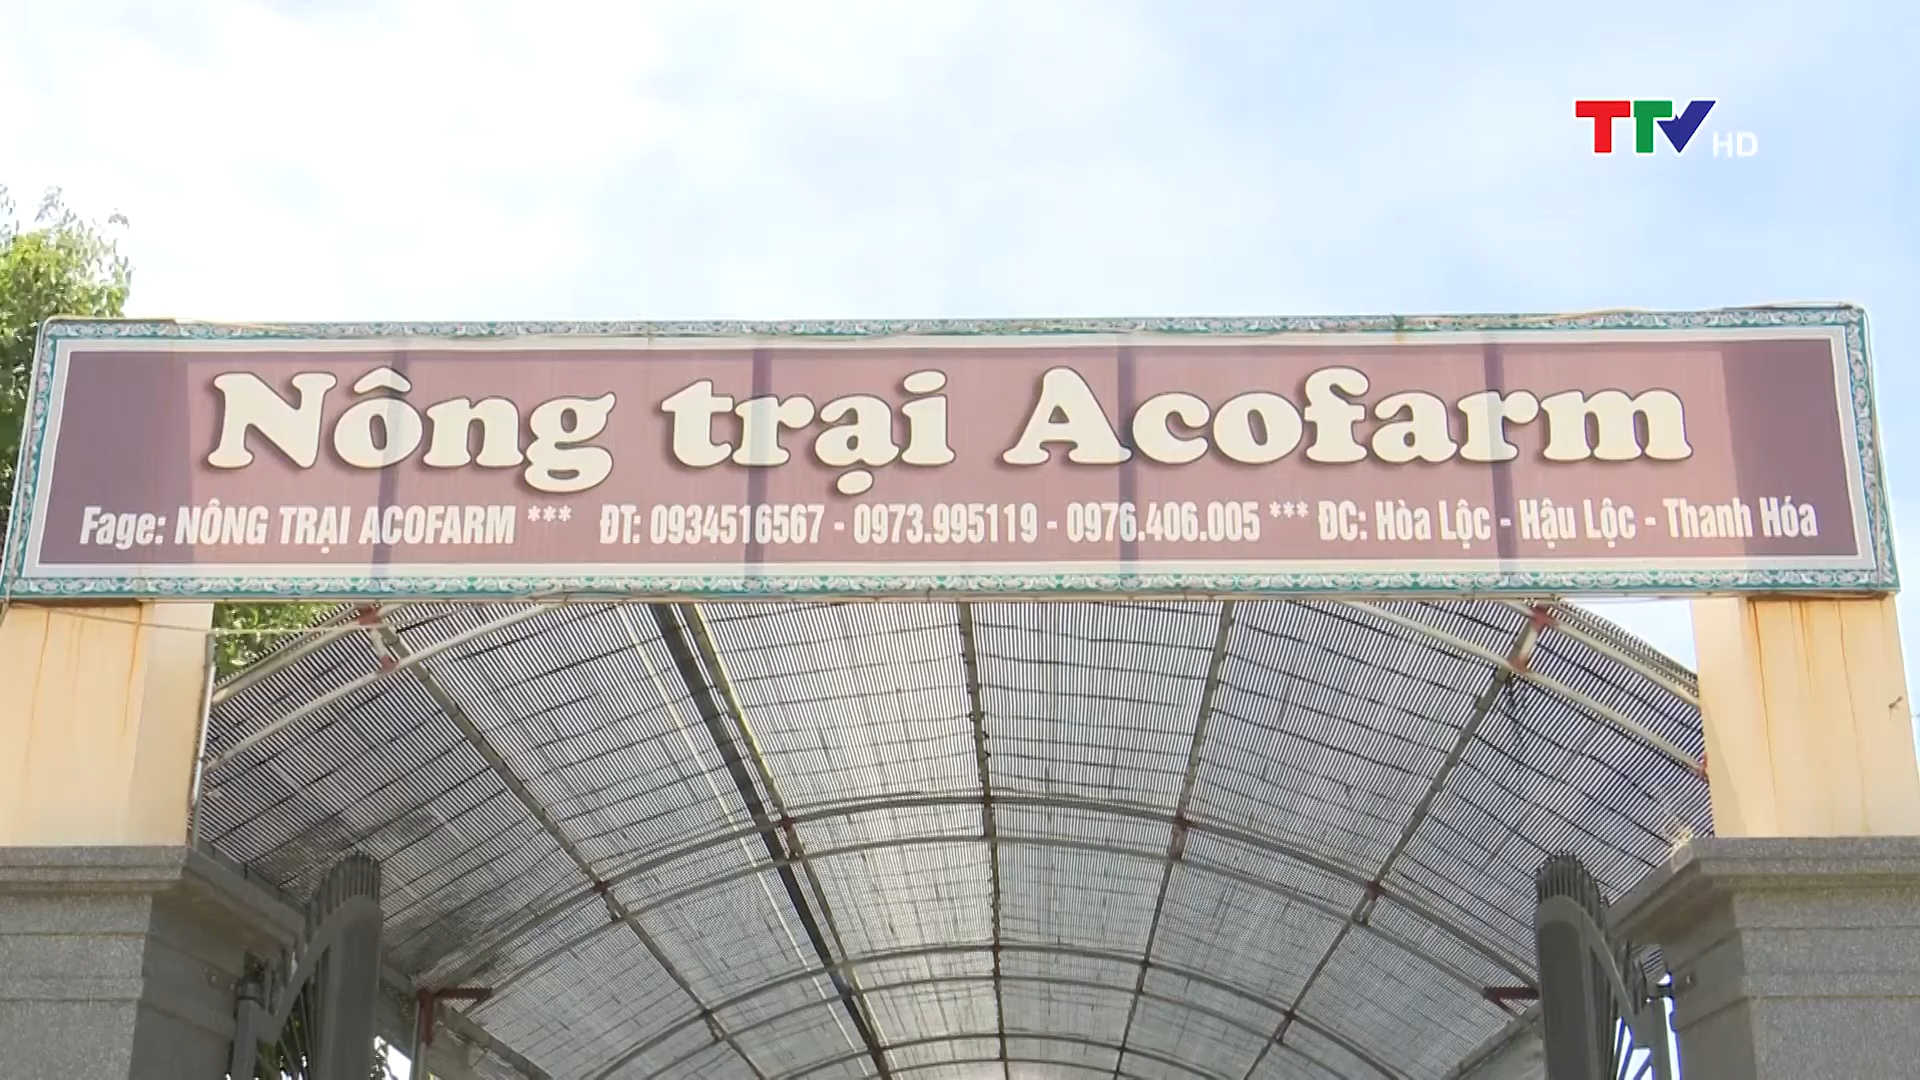 TTV HD
Nông trại Acofarm
Fage: NÔNG TRẠI ACOFARM *** ĐT: 0934516567 - 0973.995119 - 0976.406.005 *** ĐC: Hòa Lộc - Hậu Lộc - Thanh Hóa